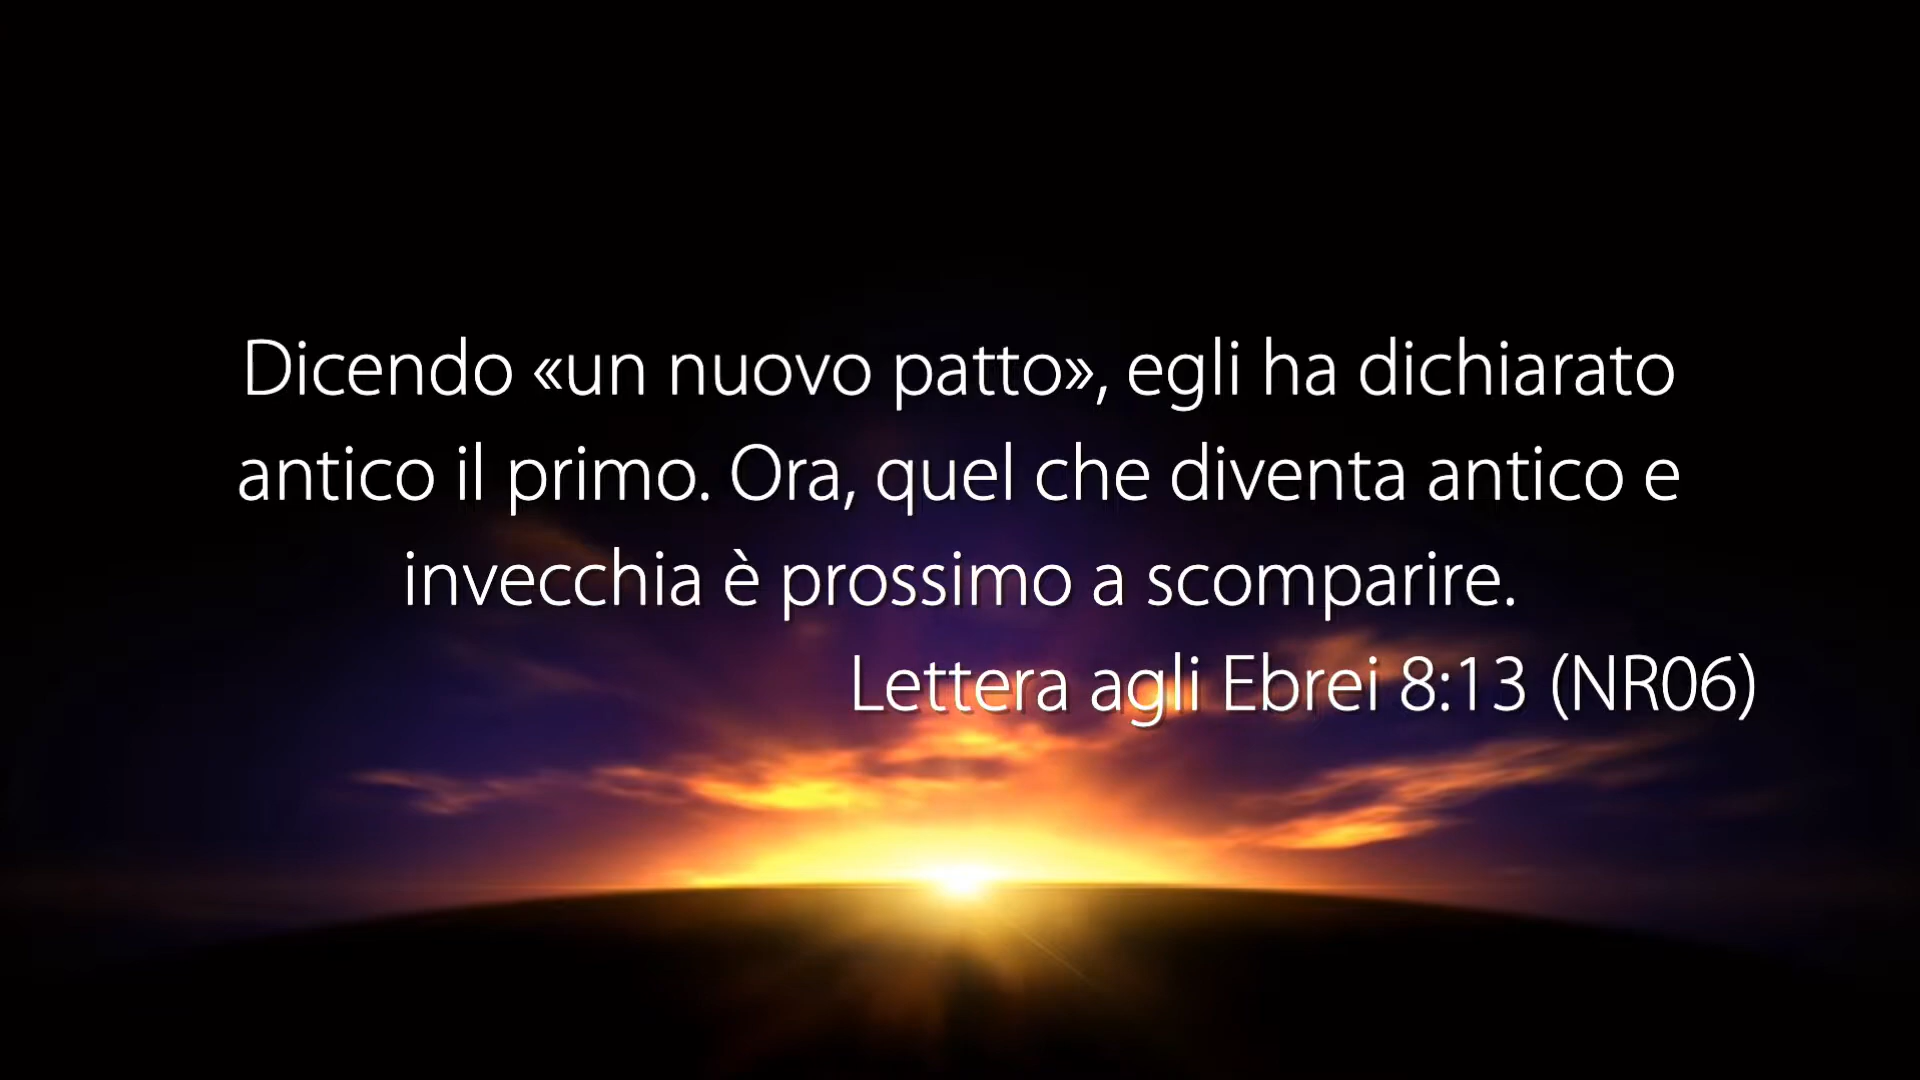 Dicendo «un nuovo patto», egli ha dichiarato
antico il primo. Ora, quel che diventa antico e
invecchia è prossimo a scomparire.
Lettera agli Ebrei 8:13 (NR06)